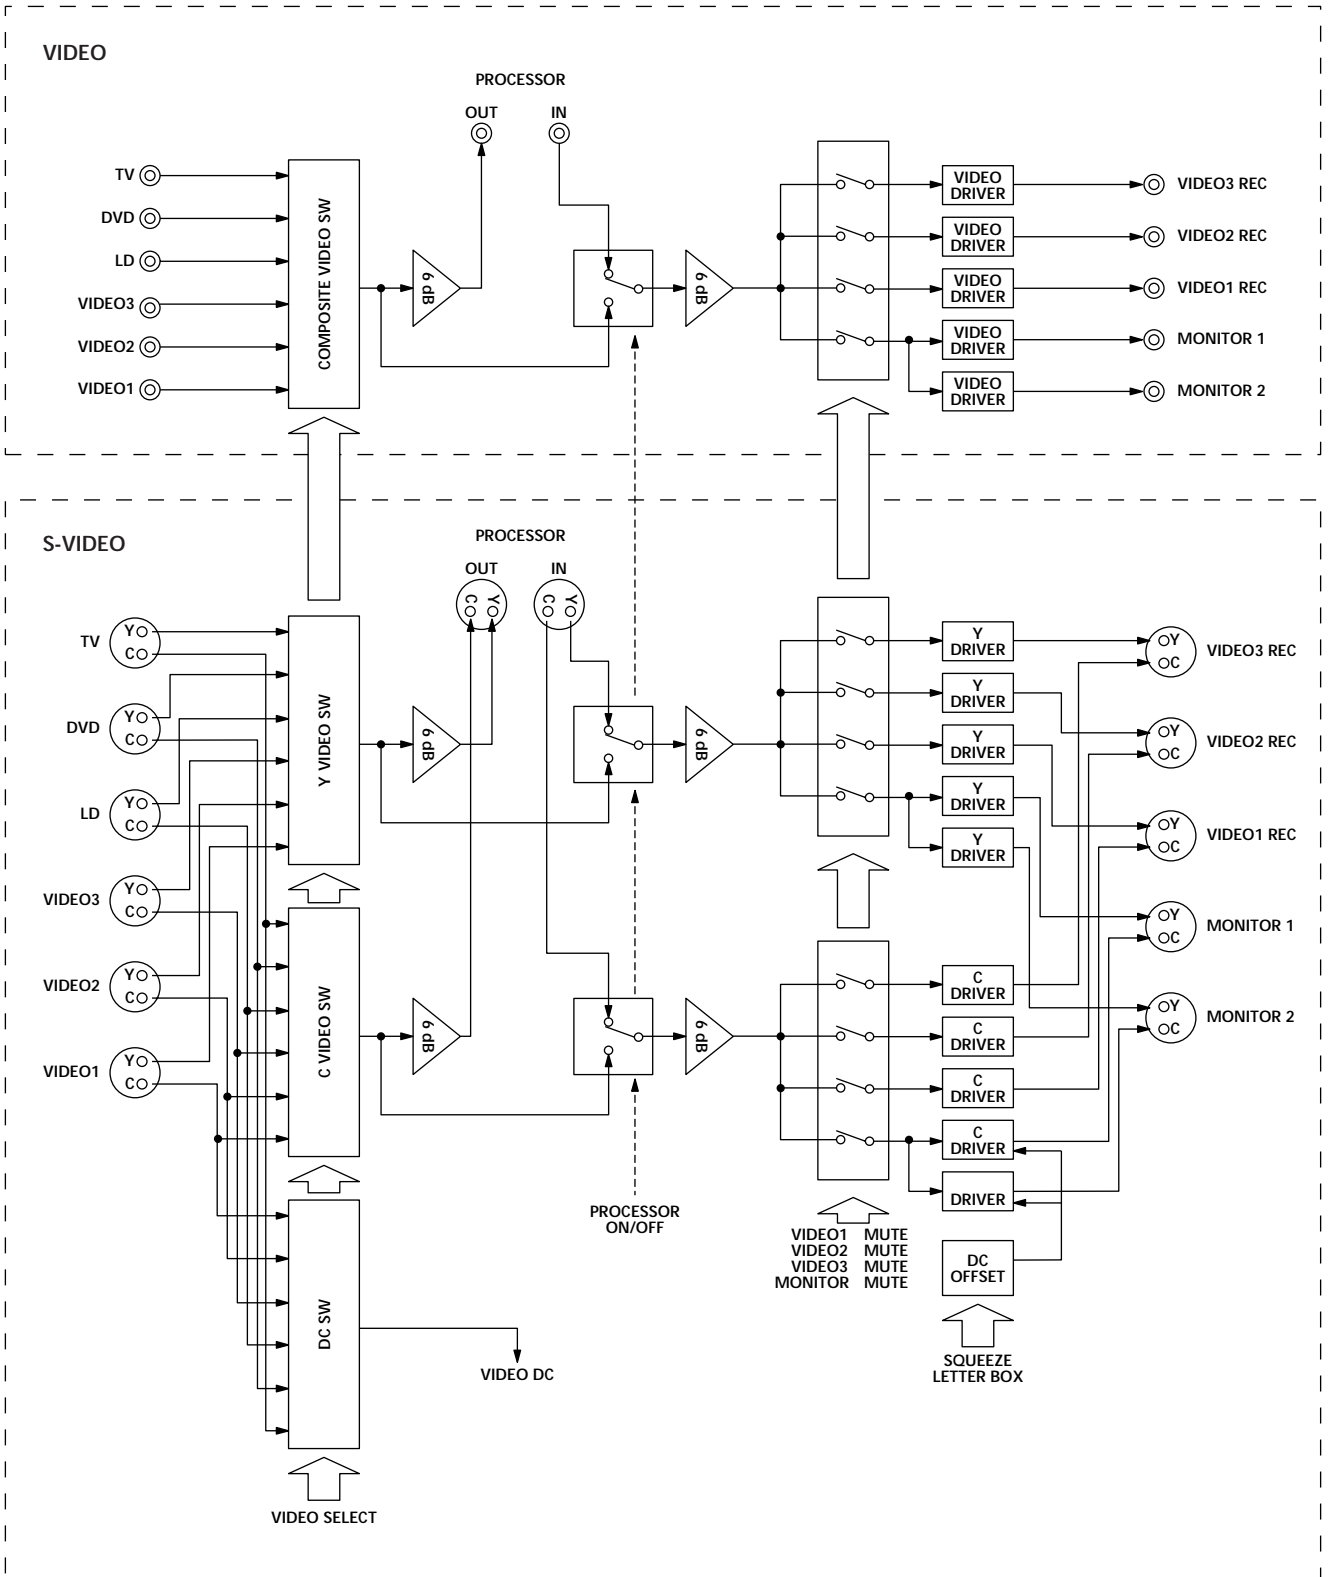 VIDEO
PROCESSOR
OUT
IN
TV
DVD
LD
VIDEO3
VIDEO2
VIDEO1
COMPOSITE VIDEO SW
6 dB
6 dB
VIDEO
DRIVER
VIDEO
DRIVER
VIDEO
DRIVER
VIDEO
DRIVER
VIDEO
DRIVER
VIDEO3 REC
VIDEO2 REC
VIDEO1 REC
MONITOR 1
MONITOR 2
S-VIDEO
PROCESSOR
OUT
IN
C Y
C Y
TV
Y
C
DVD
Y
C
LD
Y
C
VIDEO3
Y
C
VIDEO2
Y
C
VIDEO1
Y
C
Y VIDEO SW
C VIDEO SW
DC SW
6 dB
6 dB
6 dB
6 dB
Y
DRIVER
Y
DRIVER
Y
DRIVER
Y
DRIVER
Y
DRIVER
C
DRIVER
C
DRIVER
C
DRIVER
C
DRIVER
DRIVER
Y
C
VIDEO3 REC
Y
C
VIDEO2 REC
Y
C
VIDEO1 REC
Y
C
MONITOR 1
Y
C
MONITOR 2
PROCESSOR
ON/OFF
VIDEO1 MUTE
VIDEO2 MUTE
VIDEO3 MUTE
MONITOR MUTE
DC
OFFSET
SQUEEZE
LETTER BOX
VIDEO DC
VIDEO SELECT